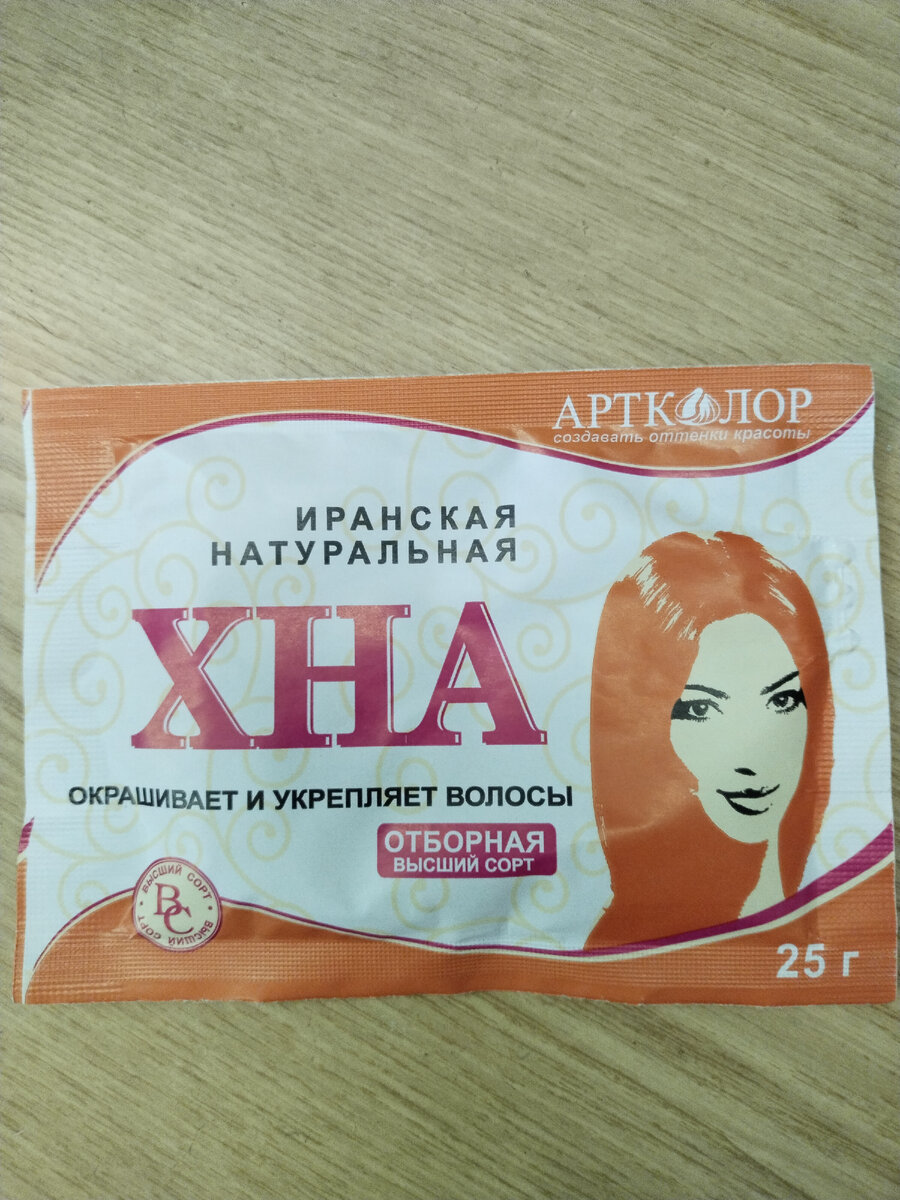 АРТКОЛОР
создавать оттенки красоты
ИРАНСКАЯ
НАТУРАЛЬНАЯ
ХНА
ОКРАШИВАЕТ И УКРЕПЛЯЕТ ВОЛОСЫ
ОТБОРНАЯ
ВЫСШИЙ СОРТ
ВЫСШИЙ СОРТ • ВЫСШИЙ СОРТ •
ВС
25 г